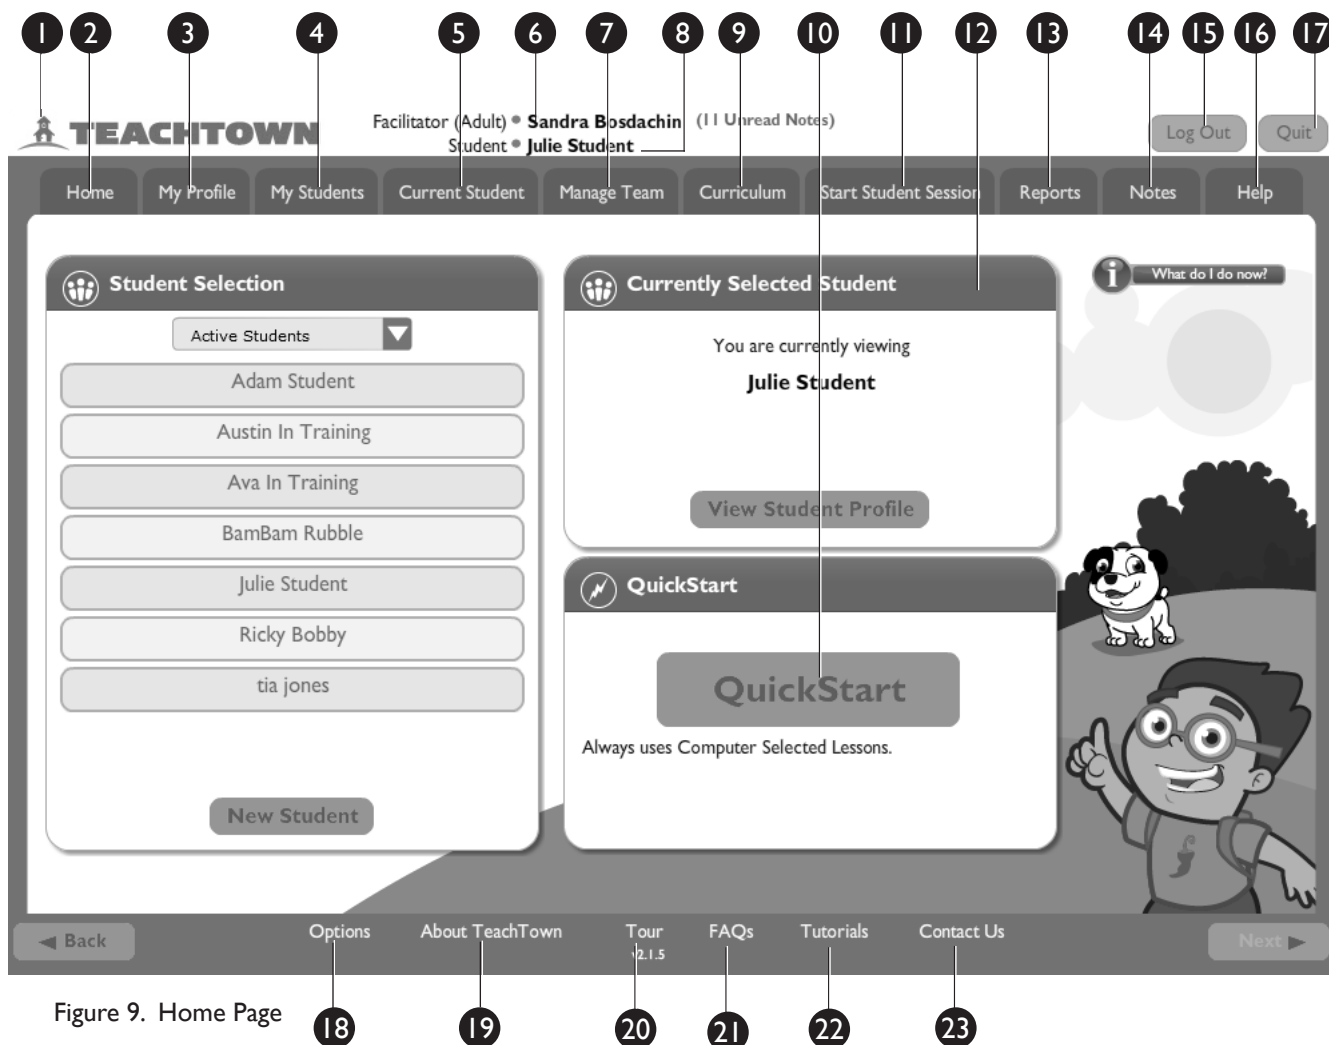 1 2 3 4 5 6 7 8 9 10 11 12 13 14 15 16 17
TEACHTOWN
Facilitator (Adult) • Sandra Bosdachin (11 Unread Notes)
Student • Julie Student
Log Out Quit
Home My Profile My Students Current Student Manage Team Curriculum Start Student Session Reports Notes Help
Student Selection
Active Students
Adam Student
Austin In Training
Ava In Training
BamBam Rubble
Julie Student
Ricky Bobby
tia jones
New Student
Currently Selected Student
You are currently viewing
Julie Student
View Student Profile
QuickStart
QuickStart
Always uses Computer Selected Lessons.
i What do I do now?
Back Options About TeachTown Tour FAQs Tutorials Contact Us Next
v2.1.5
Figure 9. Home Page
18 19 20 21 22 23